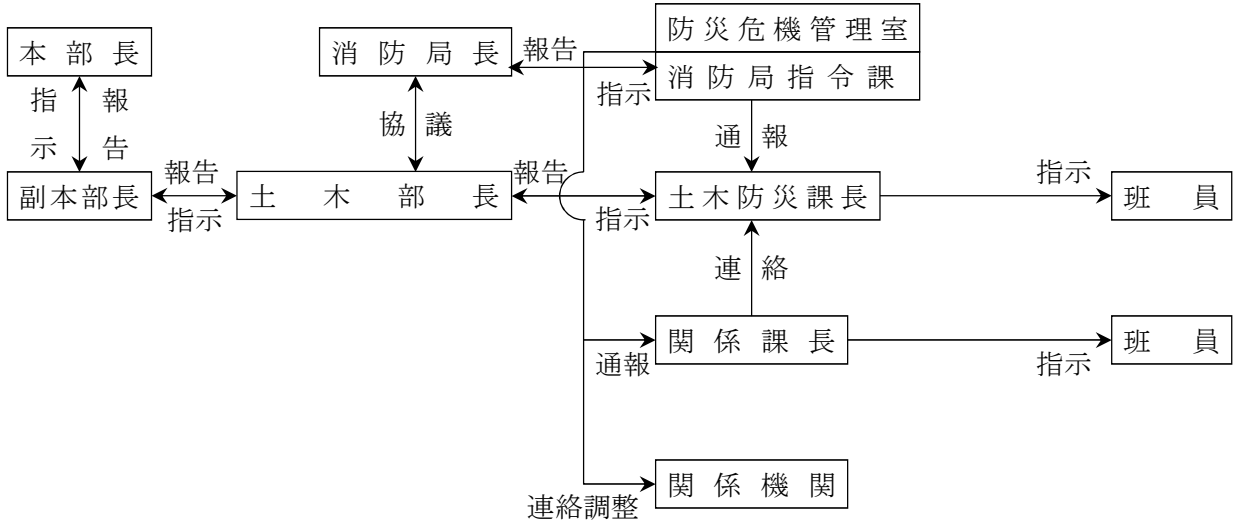 防災危機管理室
本部長
消防局長
報告
消防局指令課
指示
指示
報告
協議
通報
副本部長
報告
指示
土木部長
報告
指示
土木防災課長
指示
班員
連絡
通報
関係課長
指示
班員
連絡調整
関係機関